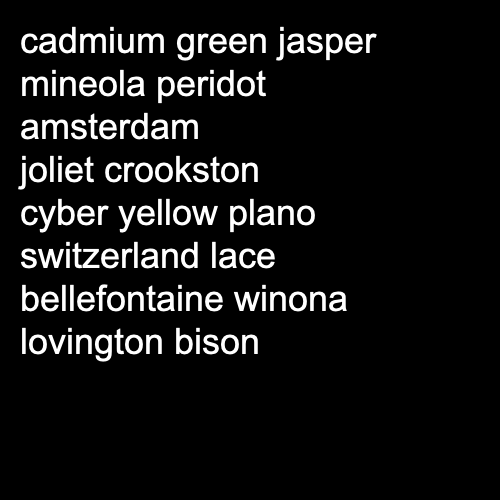 cadmium green jasper
mineola peridot
amsterdam
joliet crookston
cyber yellow plano
switzerland lace
bellefontaine winona
lovington bison